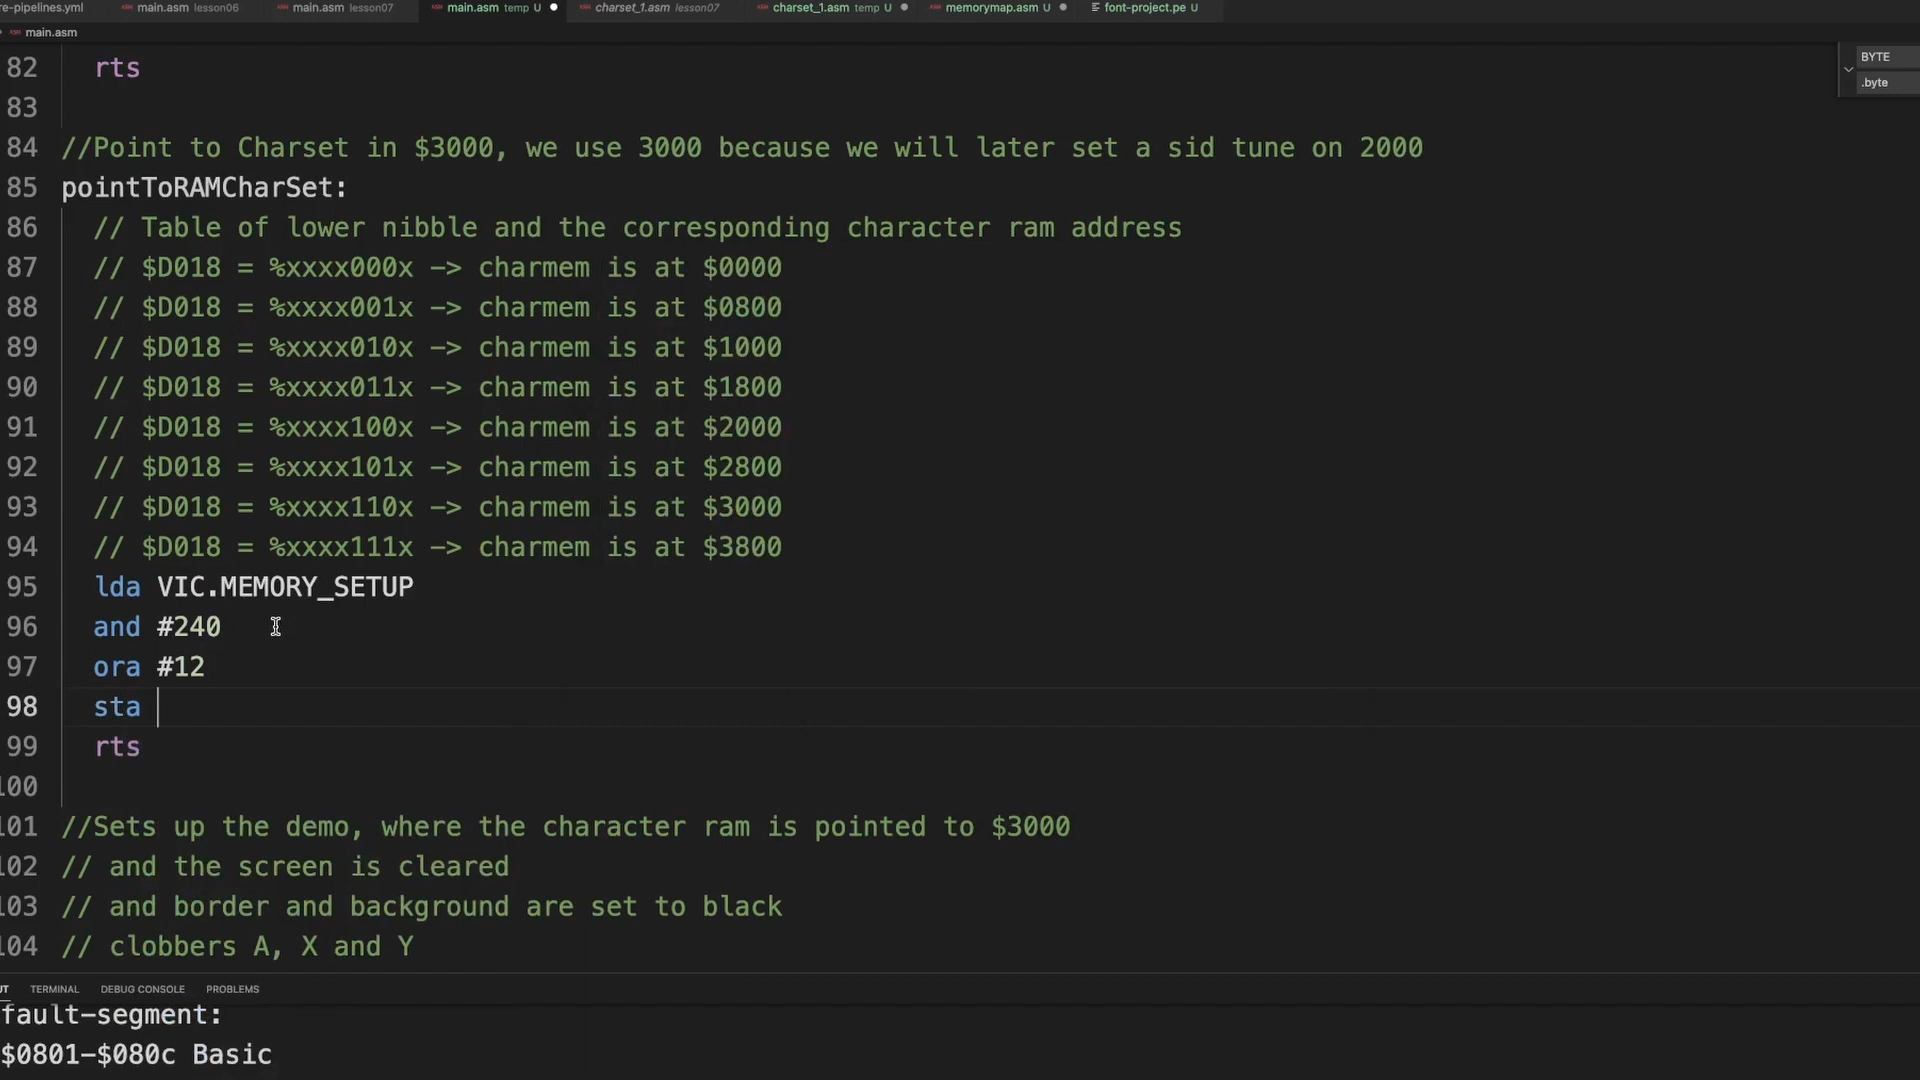 re-pipelines.yml main.asm lesson06 main.asm lesson07 main.asm temp U charset_1.asm lesson07 charset_1.asm temp U memorymap.asm U font-project.pe U
main.asm
BYTE
.byte
82 rts
83
84 //Point to Charset in $3000, we use 3000 because we will later set a sid tune on 2000
85 pointToRAMCharSet:
86 // Table of lower nibble and the corresponding character ram address
87 // $D018 = %xxxx000x -> charmem is at $0000
88 // $D018 = %xxxx001x -> charmem is at $0800
89 // $D018 = %xxxx010x -> charmem is at $1000
90 // $D018 = %xxxx011x -> charmem is at $1800
91 // $D018 = %xxxx100x -> charmem is at $2000
92 // $D018 = %xxxx101x -> charmem is at $2800
93 // $D018 = %xxxx110x -> charmem is at $3000
94 // $D018 = %xxxx111x -> charmem is at $3800
95 lda VIC.MEMORY_SETUP
96 and #240
97 ora #12
98 sta
99 rts
100
101 //Sets up the demo, where the character ram is pointed to $3000
102 // and the screen is cleared
103 // and border and background are set to black
104 // clobbers A, X and Y
UT TERMINAL DEBUG CONSOLE PROBLEMS
fault-segment:
$0801-$080c Basic